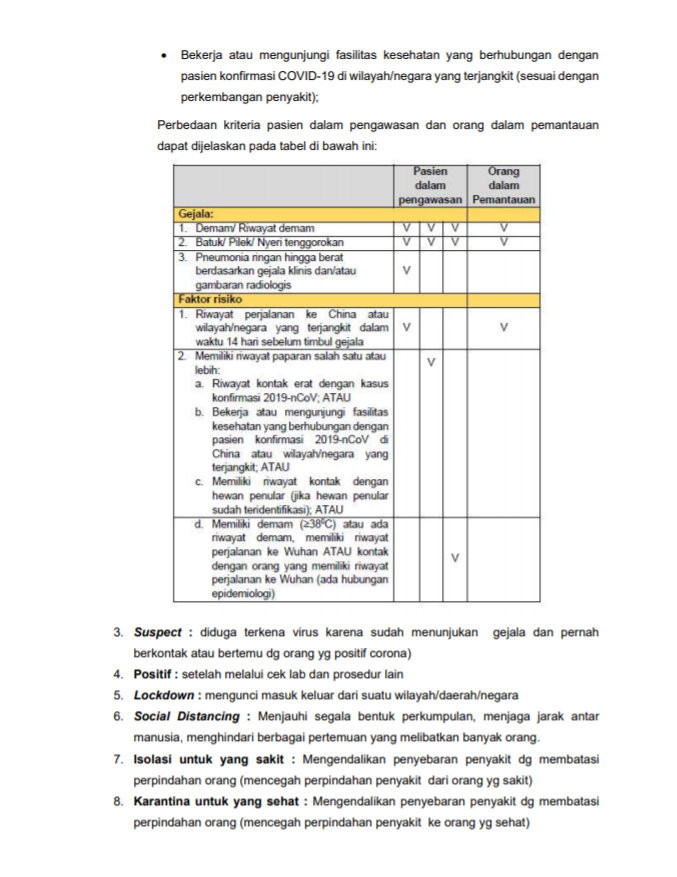 • Bekerja atau mengunjungi fasilitas kesehatan yang berhubungan dengan
pasien konfirmasi COVID-19 di wilayah/negara yang terjangkit (sesuai dengan
perkembangan penyakit);
Perbedaan kriteria pasien dalam pengawasan dan orang dalam pemantauan
dapat dijelaskan pada tabel di bawah ini:
Pasien dalam pengawasan Orang dalam Pemantauan
Gejala:
1. Demam/ Riwayat demam V V V V
2. Batuk/ Pilek/ Nyeri tenggorokan V V V V
3. Pneumonia ringan hingga berat
berdasarkan gejala klinis dan/atau V
gambaran radiologis
Faktor risiko
1. Riwayat perjalanan ke China atau
wilayah/negara yang terjangkit dalam V V
waktu 14 hari sebelum timbul gejala
2. Memiliki riwayat paparan salah satu atau V
lebih:
a. Riwayat kontak erat dengan kasus
konfirmasi 2019-nCoV; ATAU
b. Bekerja atau mengunjungi fasilitas
kesehatan yang berhubungan dengan
pasien konfirmasi 2019-nCoV di
China atau wilayah/negara yang
terjangkit; ATAU
c. Memiliki riwayat kontak dengan
hewan penular (jika hewan penular
sudah teridentifikasi); ATAU
d. Memiliki demam (≥38⁰C) atau ada
riwayat demam, memiliki riwayat
perjalanan ke Wuhan ATAU kontak V
dengan orang yang memiliki riwayat
perjalanan ke Wuhan (ada hubungan
epidemiologi)
3. Suspect : diduga terkena virus karena sudah menunjukan gejala dan pernah
berkontak atau bertemu dg orang yg positif corona)
4. Positif : setelah melalui cek lab dan prosedur lain
5. Lockdown : mengunci masuk keluar dari suatu wilayah/daerah/negara
6. Social Distancing : Menjauhi segala bentuk perkumpulan, menjaga jarak antar
manusia, menghindari berbagai pertemuan yang melibatkan banyak orang.
7. Isolasi untuk yang sakit : Mengendalikan penyebaran penyakit dg membatasi
perpindahan orang (mencegah perpindahan penyakit dari orang yg sakit)
8. Karantina untuk yang sehat : Mengendalikan penyebaran penyakit dg membatasi
perpindahan orang (mencegah perpindahan penyakit ke orang yg sehat)